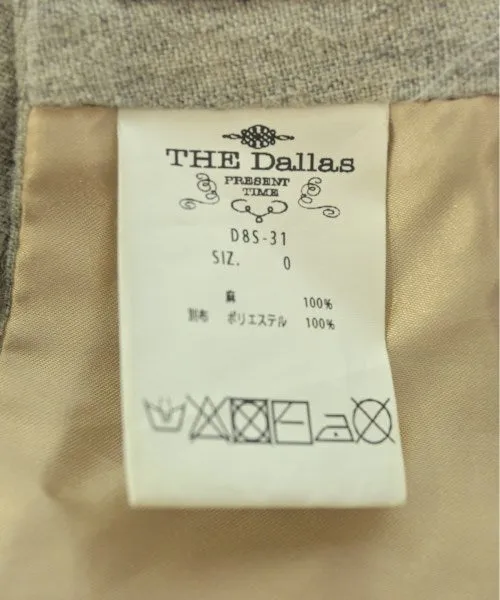 THE Dallas
PRESENT
TIME
D8S-31
SIZ. 0
麻 100%
別布 ポリエステル 100%